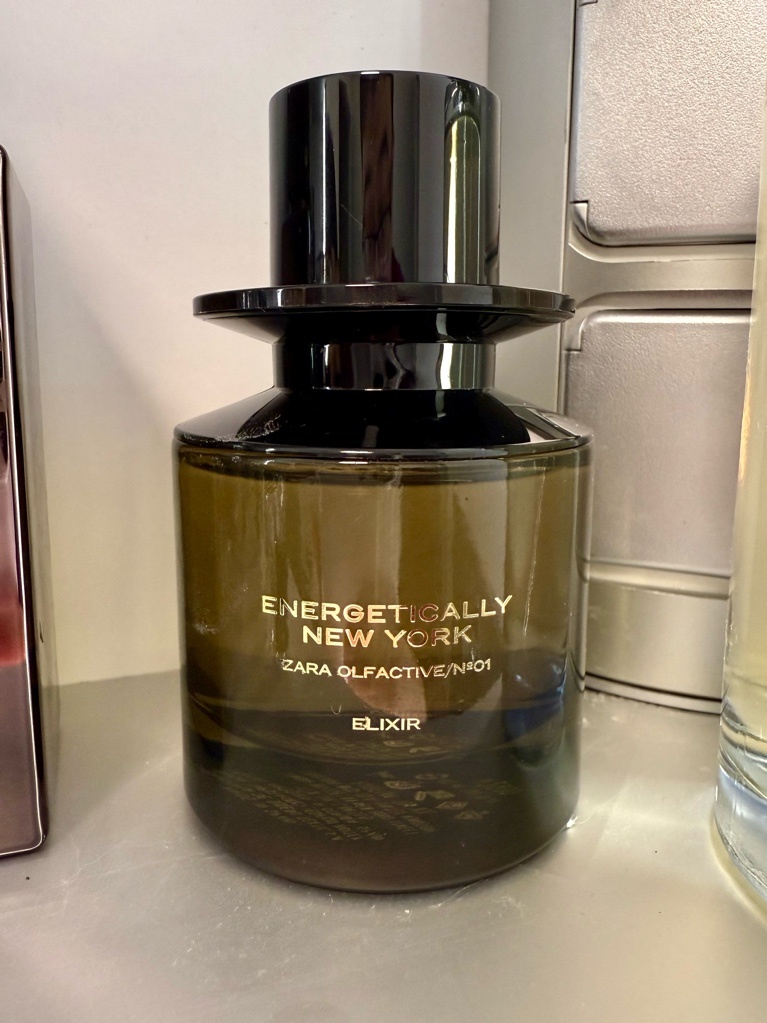 ENERGETICALLY
NEW YORK
ZARA OLFACTIVE/Nº01
ELIXIR